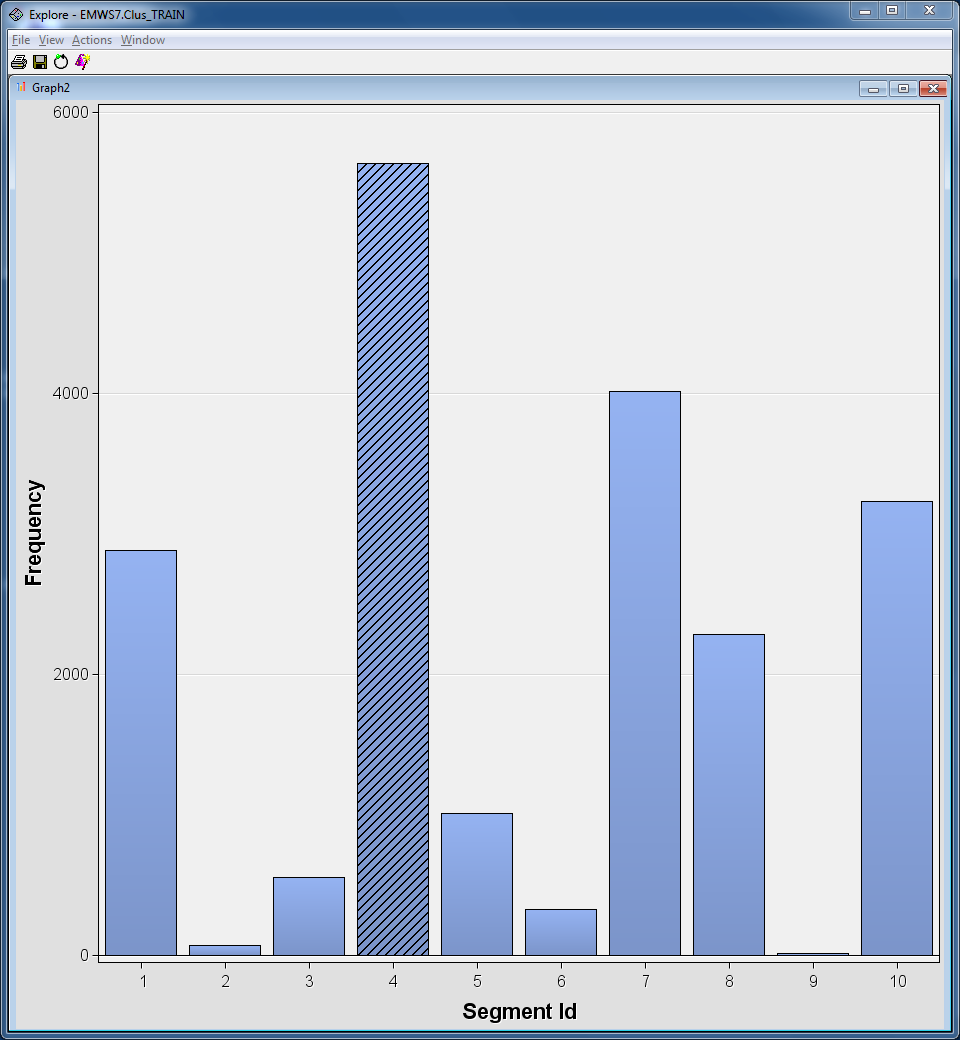 Explore - EMWS7.Clus_TRAIN
File View Actions Window
Graph2
6000
4000
2000
0
Frequency
1 2 3 4 5 6 7 8 9 10
Segment Id